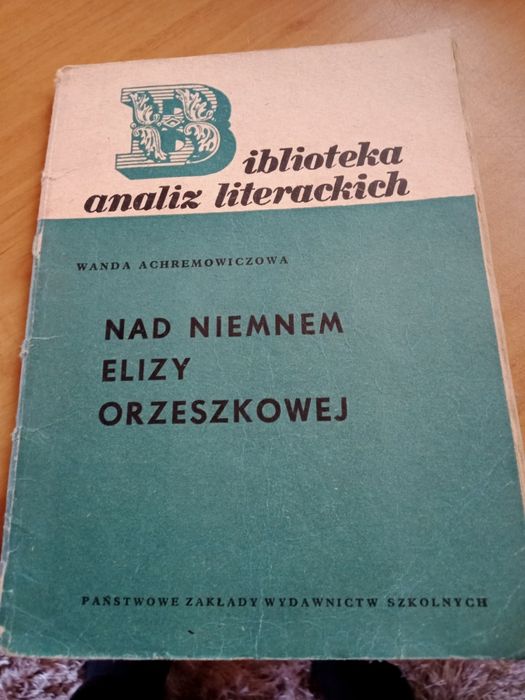 Biblioteka
analiz literackich
WANDA ACHREMOWICZOWA
NAD NIEMNEM
ELIZY
ORZESZKOWEJ
PAŃSTWOWE ZAKŁADY WYDAWNICTW SZKOLNYCH